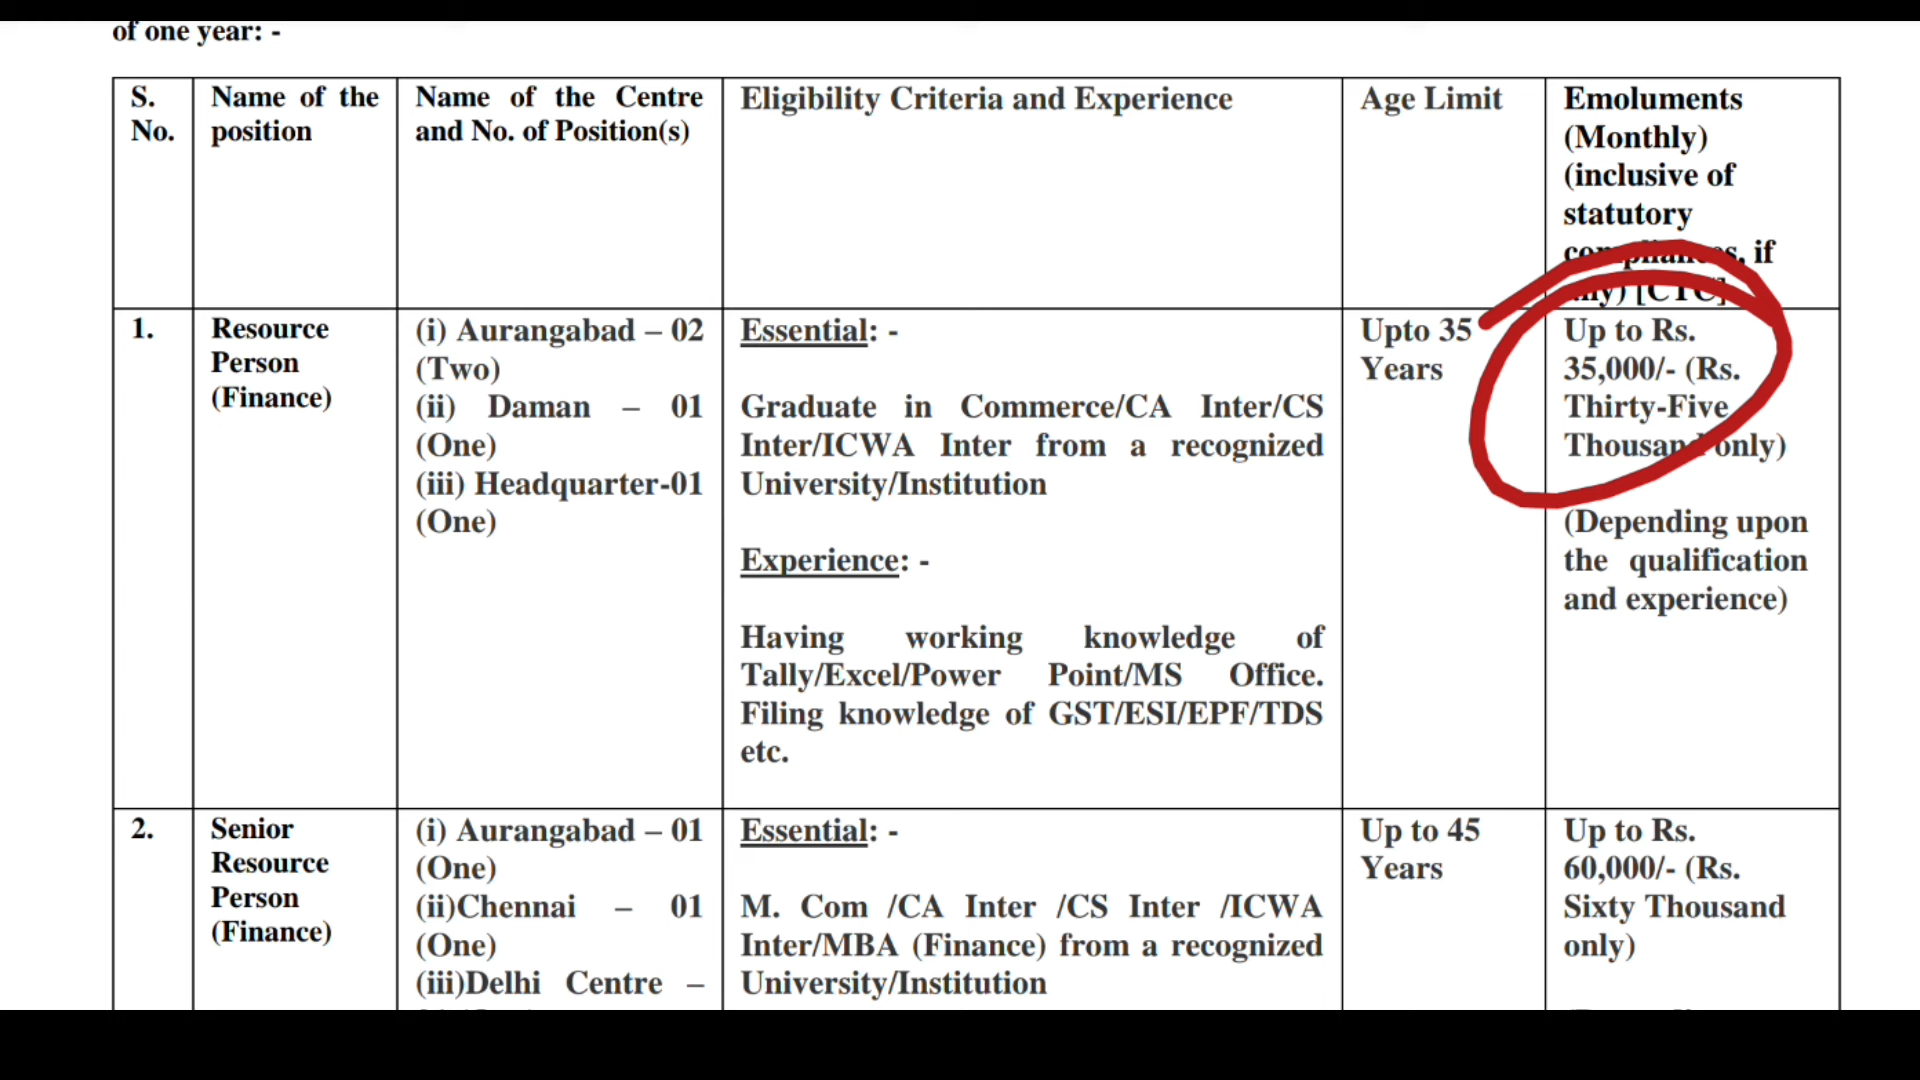 of one year: -
S.
No.
Name of the
position
Name of the Centre
and No. of Position(s)
Eligibility Criteria and Experience
Age Limit
Emoluments
(Monthly)
(inclusive of
statutory
compliances, if
any) [CTC]
1.
Resource
Person
(Finance)
(i) Aurangabad – 02
(Two)
(ii) Daman – 01
(One)
(iii) Headquarter-01
(One)
Essential: -
Graduate in Commerce/CA Inter/CS
Inter/ICWA Inter from a recognized
University/Institution
Experience: -
Having working knowledge of
Tally/Excel/Power Point/MS Office.
Filing knowledge of GST/ESI/EPF/TDS
etc.
Upto 35
Years
Up to Rs.
35,000/- (Rs.
Thirty-Five
Thousand only)
(Depending upon
the qualification
and experience)
2.
Senior
Resource
Person
(Finance)
(i) Aurangabad – 01
(One)
(ii)Chennai – 01
(One)
(iii)Delhi Centre –
Essential: -
M. Com /CA Inter /CS Inter /ICWA
Inter/MBA (Finance) from a recognized
University/Institution
Up to 45
Years
Up to Rs.
60,000/- (Rs.
Sixty Thousand
only)